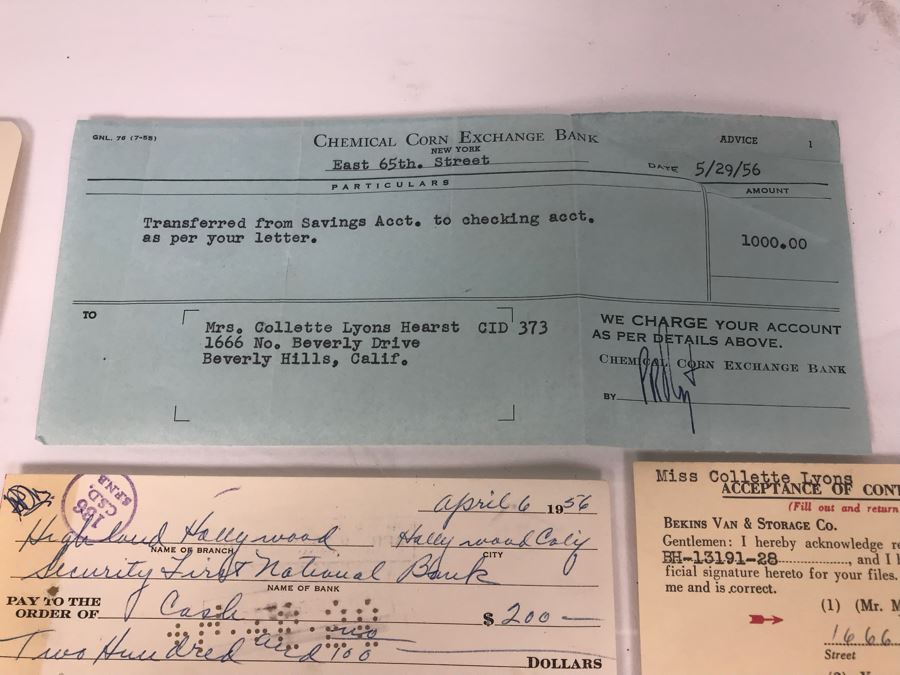 GNL. 76 (7-55)
CHEMICAL CORN EXCHANGE BANK
ADVICE
1
NEW YORK
East 65th. Street
DATE 5/29/56
PARTICULARS
AMOUNT
Transferred from Savings Acct. to checking acct.
as per your letter.
1000.00
TO
Mrs. Collette Lyons Hearst CID 373
1666 No. Beverly Drive
Beverly Hills, Calif.
WE CHARGE YOUR ACCOUNT
AS PER DETAILS ABOVE.
CHEMICAL CORN EXCHANGE BANK
BY
186
C.S.D.
SFNB
April 6 1956
Highland Hollywood Hollywood Calif
NAME OF BRANCH CITY
Security First National Bank
NAME OF BANK
PAY TO THE
ORDER OF Cash $ 200
Two Hundred and no/100 DOLLARS
Miss Collette Lyons
ACCEPTANCE OF CONT
(Fill out and return
BEKINS VAN & STORAGE CO.
Gentlemen: I hereby acknowledge re
BH-13191-28, and I h
ficial signature hereto for your files.
me and is correct.
(1) (Mr. M
1666
Street